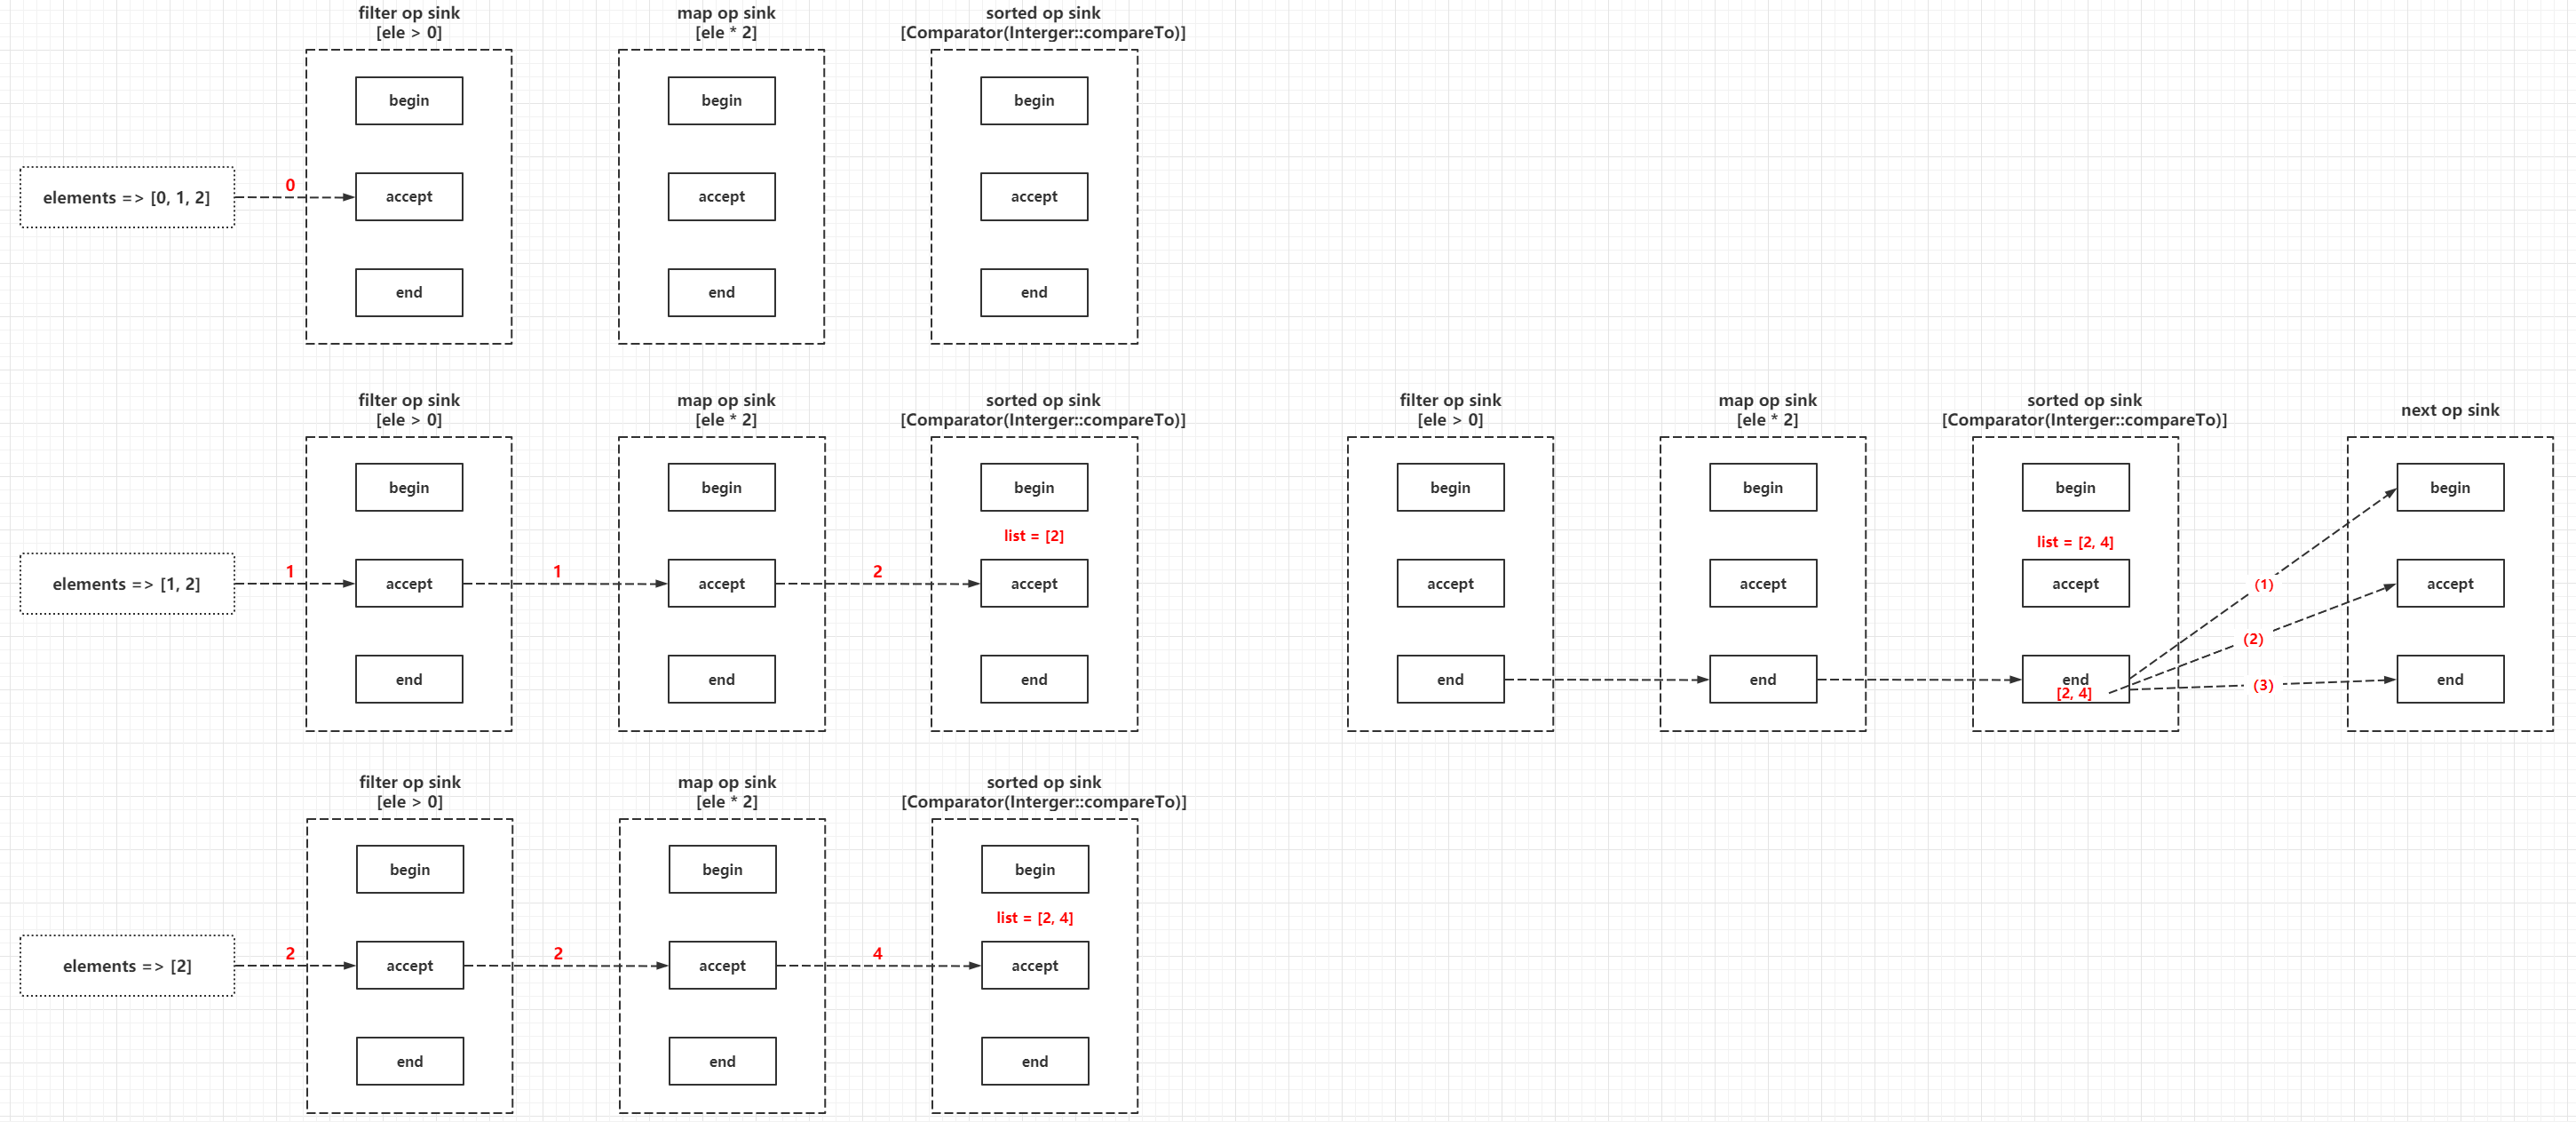 filter op sink
[ele > 0]
map op sink
[ele * 2]
sorted op sink
[Comparator(Interger::compareTo)]
begin
begin
begin
elements => [0, 1, 2]
0
accept
accept
accept
end
end
end
filter op sink
[ele > 0]
map op sink
[ele * 2]
sorted op sink
[Comparator(Interger::compareTo)]
begin
begin
begin
list = [2]
elements => [1, 2]
1
accept
1
accept
2
accept
end
end
end
filter op sink
[ele > 0]
map op sink
[ele * 2]
sorted op sink
[Comparator(Interger::compareTo)]
begin
begin
begin
list = [2, 4]
elements => [2]
2
accept
2
accept
4
accept
end
end
end
filter op sink
[ele > 0]
map op sink
[ele * 2]
sorted op sink
[Comparator(Interger::compareTo)]
next op sink
begin
begin
begin
begin
list = [2, 4]
accept
accept
accept
(1)
accept
(2)
end
end
end
[2, 4]
(3)
end